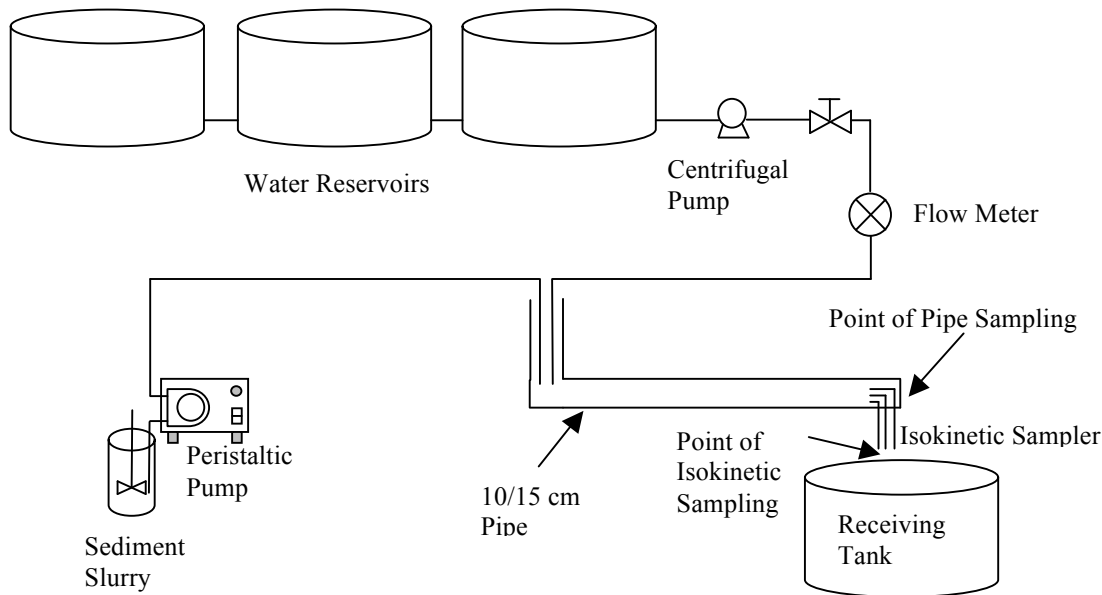 Water Reservoirs
Centrifugal
Pump
Flow Meter
Point of Pipe Sampling
Peristaltic
Pump
Sediment
Slurry
10/15 cm
Pipe
Point of
Isokinetic
Sampling
Isokinetic Sampler
Receiving
Tank